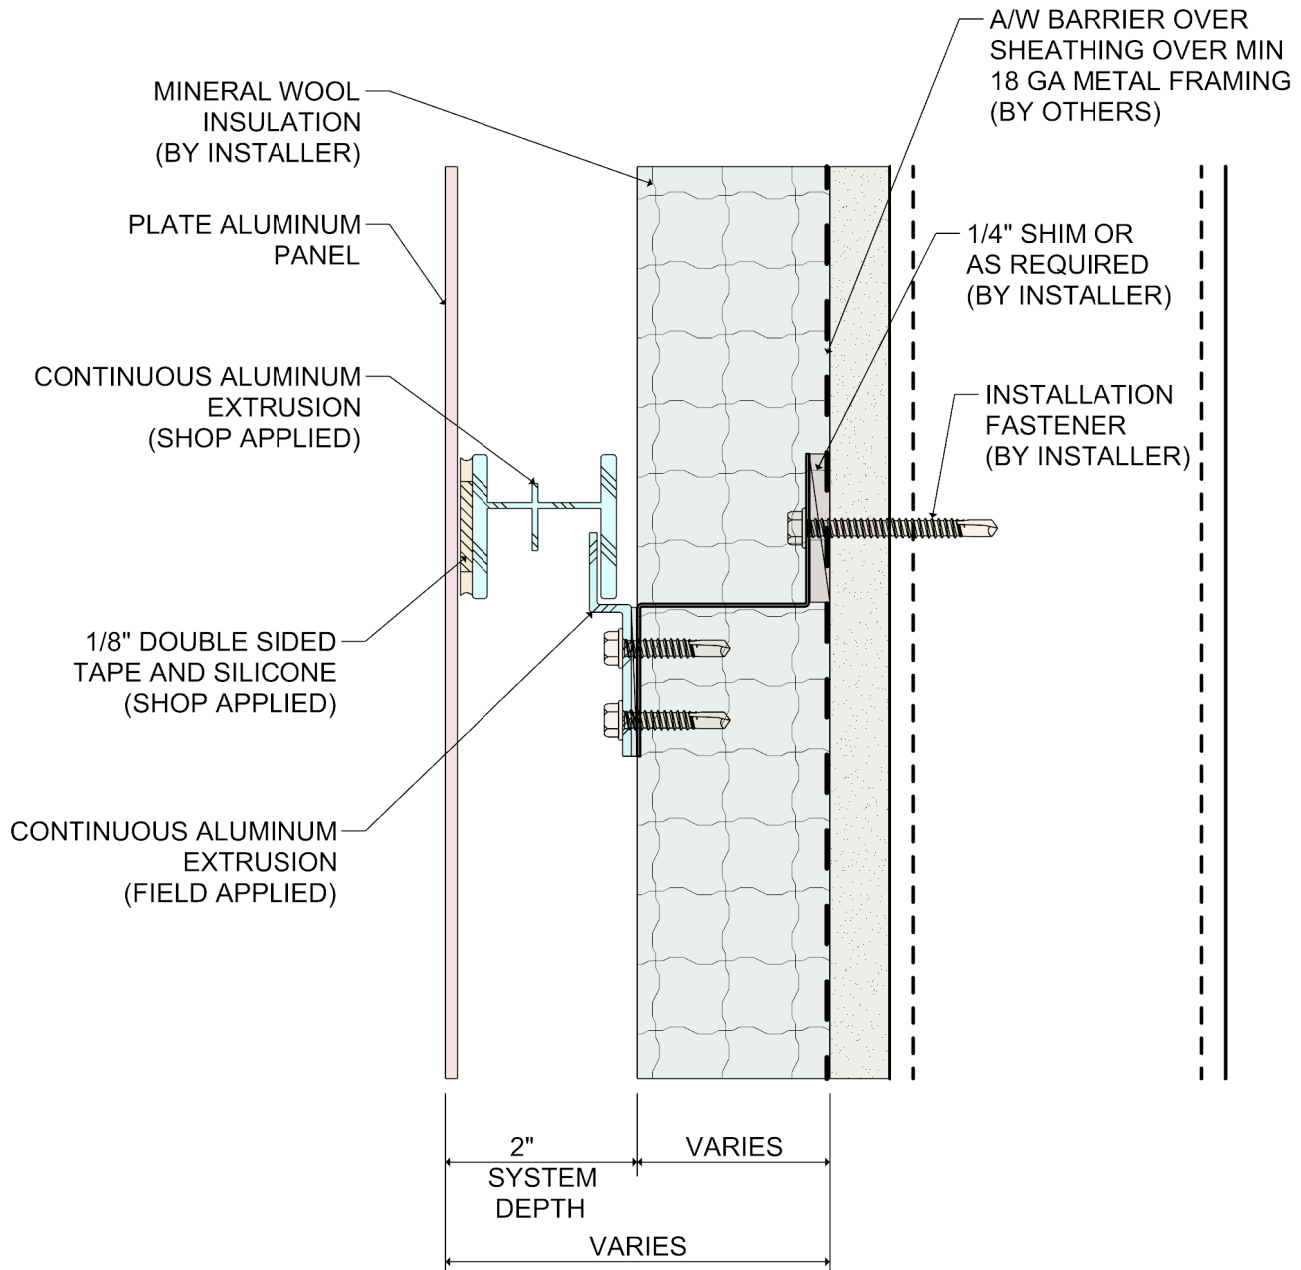 A/W BARRIER OVER
SHEATHING OVER MIN
18 GA METAL FRAMING
(BY OTHERS)
MINERAL WOOL
INSULATION
(BY INSTALLER)
PLATE ALUMINUM
PANEL
1/4" SHIM OR
AS REQUIRED
(BY INSTALLER)
CONTINUOUS ALUMINUM
EXTRUSION
(SHOP APPLIED)
INSTALLATION
FASTENER
(BY INSTALLER)
1/8" DOUBLE SIDED
TAPE AND SILICONE
(SHOP APPLIED)
CONTINUOUS ALUMINUM
EXTRUSION
(FIELD APPLIED)
2"
SYSTEM
DEPTH
VARIES
VARIES